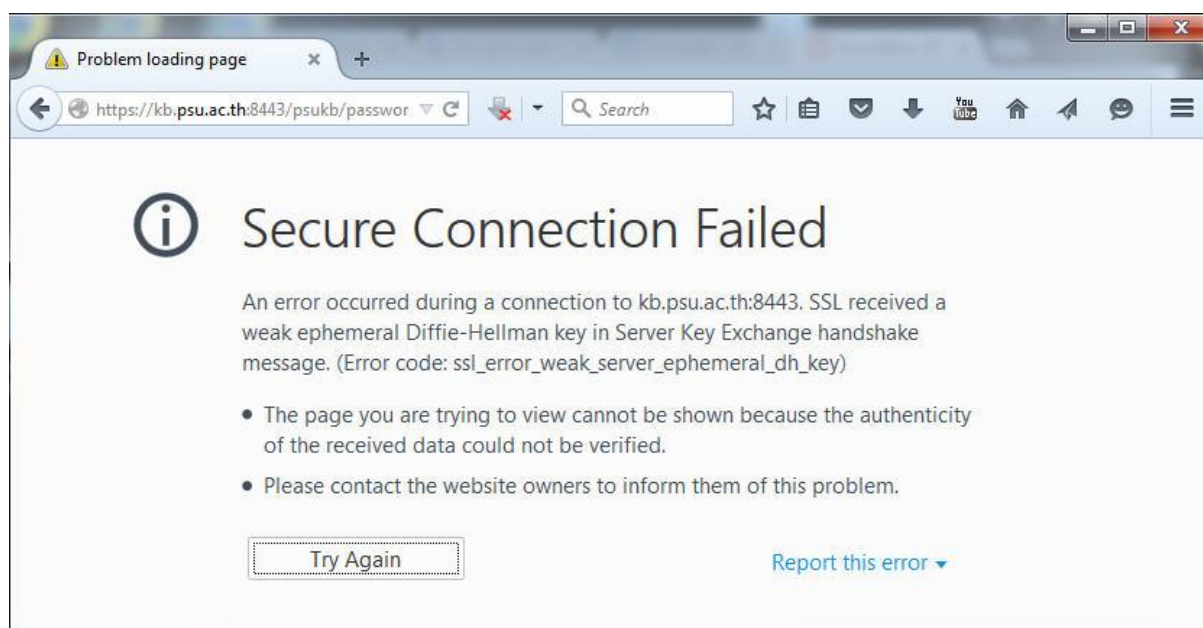 Problem loading page
https://kb.psu.ac.th:8443/psukb/passwor
Search
You
Tube
Secure Connection Failed
An error occurred during a connection to kb.psu.ac.th:8443. SSL received a
weak ephemeral Diffie-Hellman key in Server Key Exchange handshake
message. (Error code: ssl_error_weak_server_ephemeral_dh_key)
• The page you are trying to view cannot be shown because the authenticity
of the received data could not be verified.
• Please contact the website owners to inform them of this problem.
Try Again
Report this error